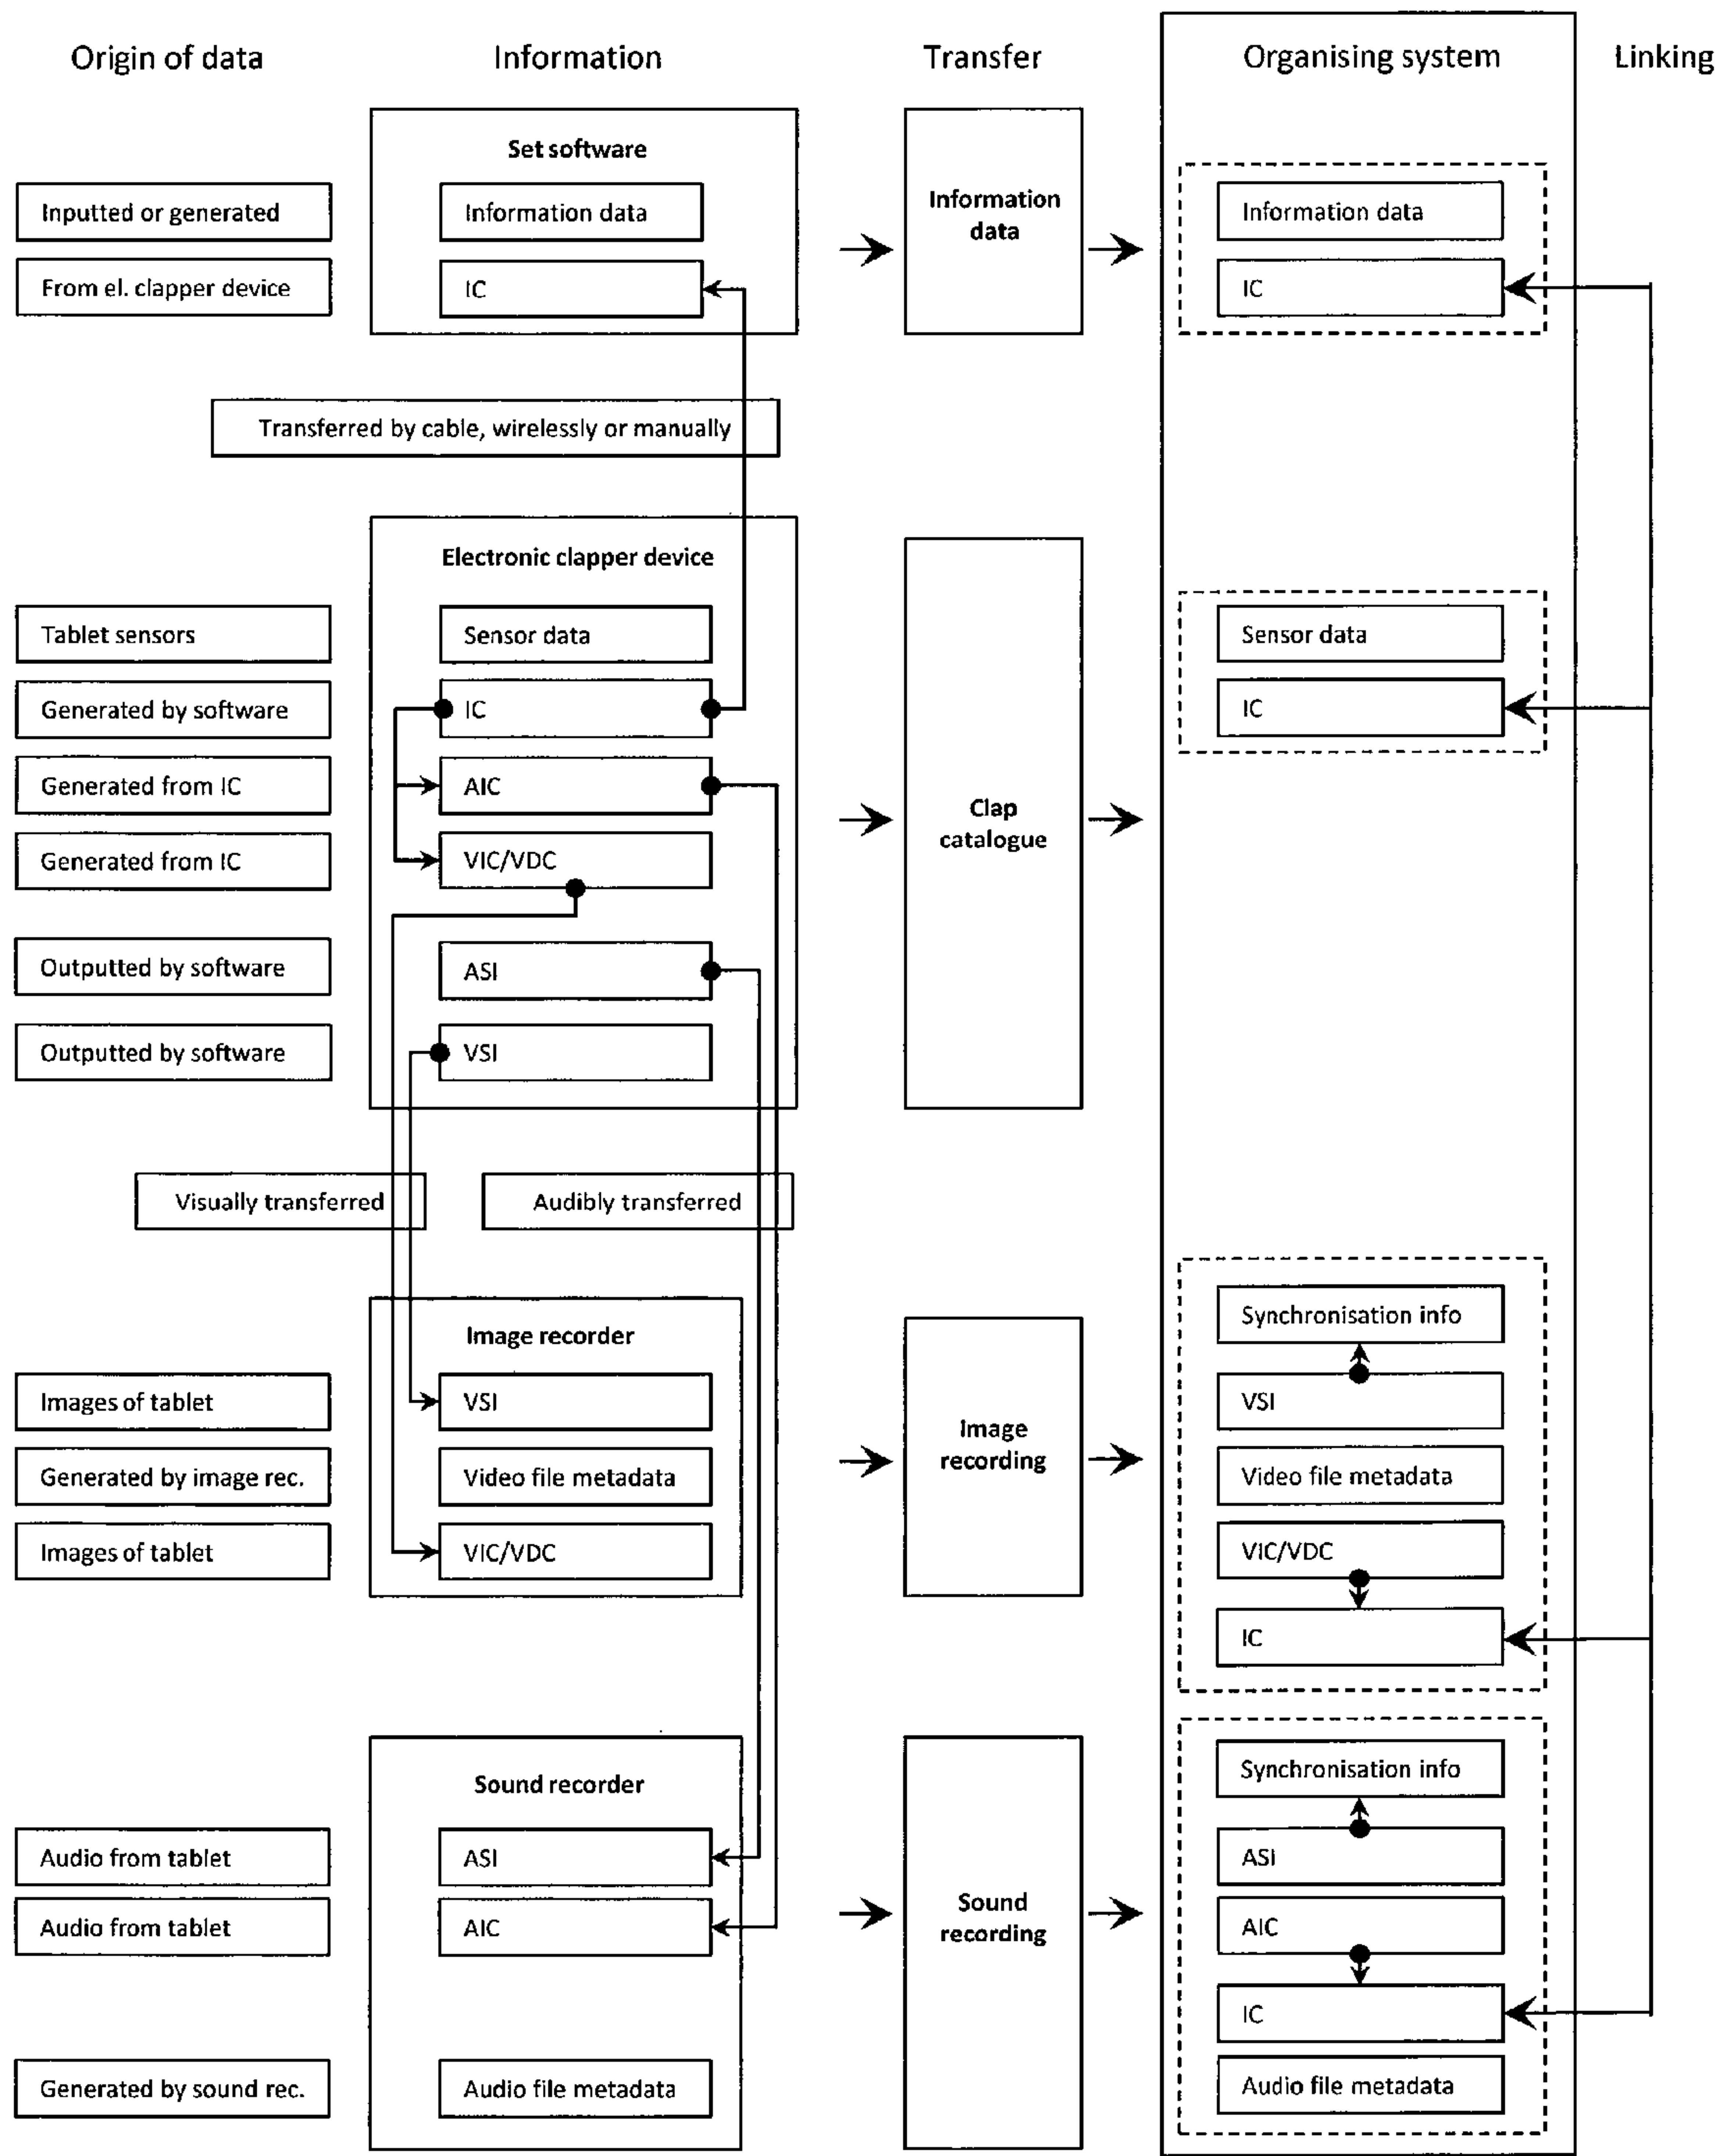 Origin of data
Information
Transfer
Organising system
Linking
Set software
Inputted or generated
Information data
Information
data
Information data
From el. clapper device
IC
IC
Transferred by cable, wirelessly or manually
Electronic clapper device
Tablet sensors
Sensor data
Sensor data
Generated by software
IC
IC
Generated from IC
AIC
Clap
catalogue
Generated from IC
VIC/VDC
Outputted by software
ASI
Outputted by software
VSI
Visually transferred
Audibly transferred
Image recorder
Synchronisation info
Images of tablet
VSI
Image
recording
VSI
Generated by image rec.
Video file metadata
Video file metadata
Images of tablet
VIC/VDC
VIC/VDC
IC
Sound recorder
Synchronisation info
Audio from tablet
ASI
ASI
Sound
recording
Audio from tablet
AIC
AIC
IC
Generated by sound rec.
Audio file metadata
Audio file metadata